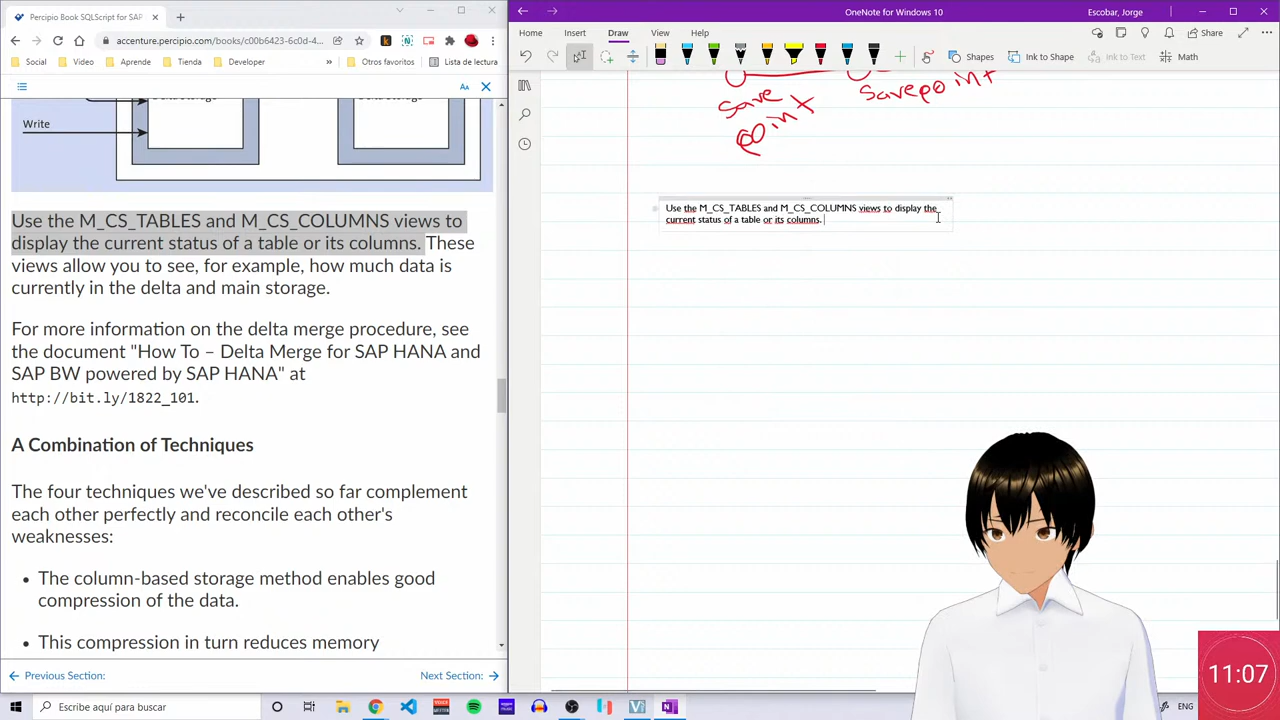 Percipio Book SQLScript for SAP
accenture.percipio.com/books/c00b6423-6c0d-4...
Social
Video
Aprende
Tienda
Developer
»
Otros favoritos
Lista de lectura
AA
Write
Use the M_CS_TABLES and M_CS_COLUMNS views to
display the current status of a table or its columns. These
views allow you to see, for example, how much data is
currently in the delta and main storage.
For more information on the delta merge procedure, see
the document "How To – Delta Merge for SAP HANA and
SAP BW powered by SAP HANA" at
http://bit.ly/1822_101.
A Combination of Techniques
The four techniques we've described so far complement
each other perfectly and reconcile each other's
weaknesses:
• The column-based storage method enables good
compression of the data.
• This compression in turn reduces memory
Previous Section:
Next Section:
OneNote for Windows 10
Escobar, Jorge
Home
Insert
Draw
View
Help
Share
Shapes
Ink to Shape
Ink to Text
Math
Save
point
Savepoint
Use the M_CS_TABLES and M_CS_COLUMNS views to display the
current status of a table or its columns.
11:07
Escribe aquí para buscar
ENG